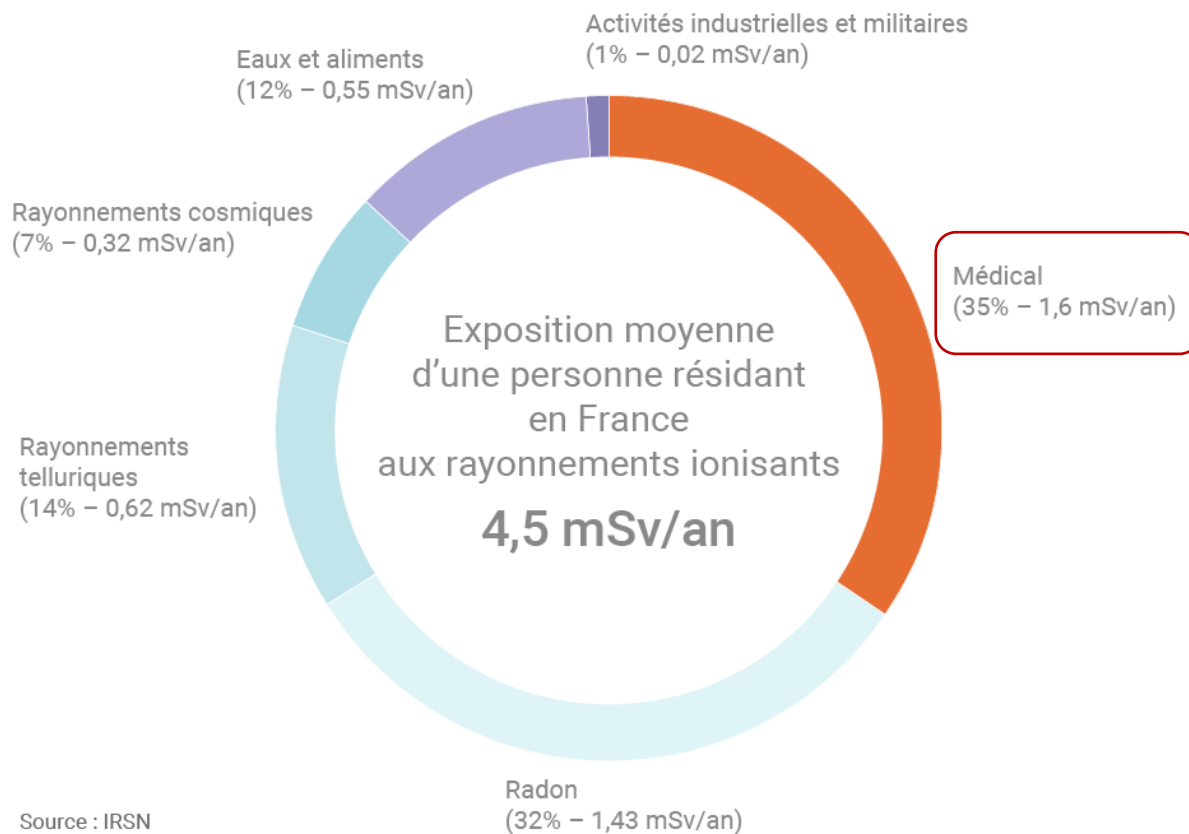 Activités industrielles et militaires
(1% – 0,02 mSv/an)
Eaux et aliments
(12% – 0,55 mSv/an)
Rayonnements cosmiques
(7% – 0,32 mSv/an)
Médical
(35% – 1,6 mSv/an)
Exposition moyenne
d’une personne résidant
en France
aux rayonnements ionisants
4,5 mSv/an
Rayonnements
telluriques
(14% – 0,62 mSv/an)
Radon
(32% – 1,43 mSv/an)
Source : IRSN